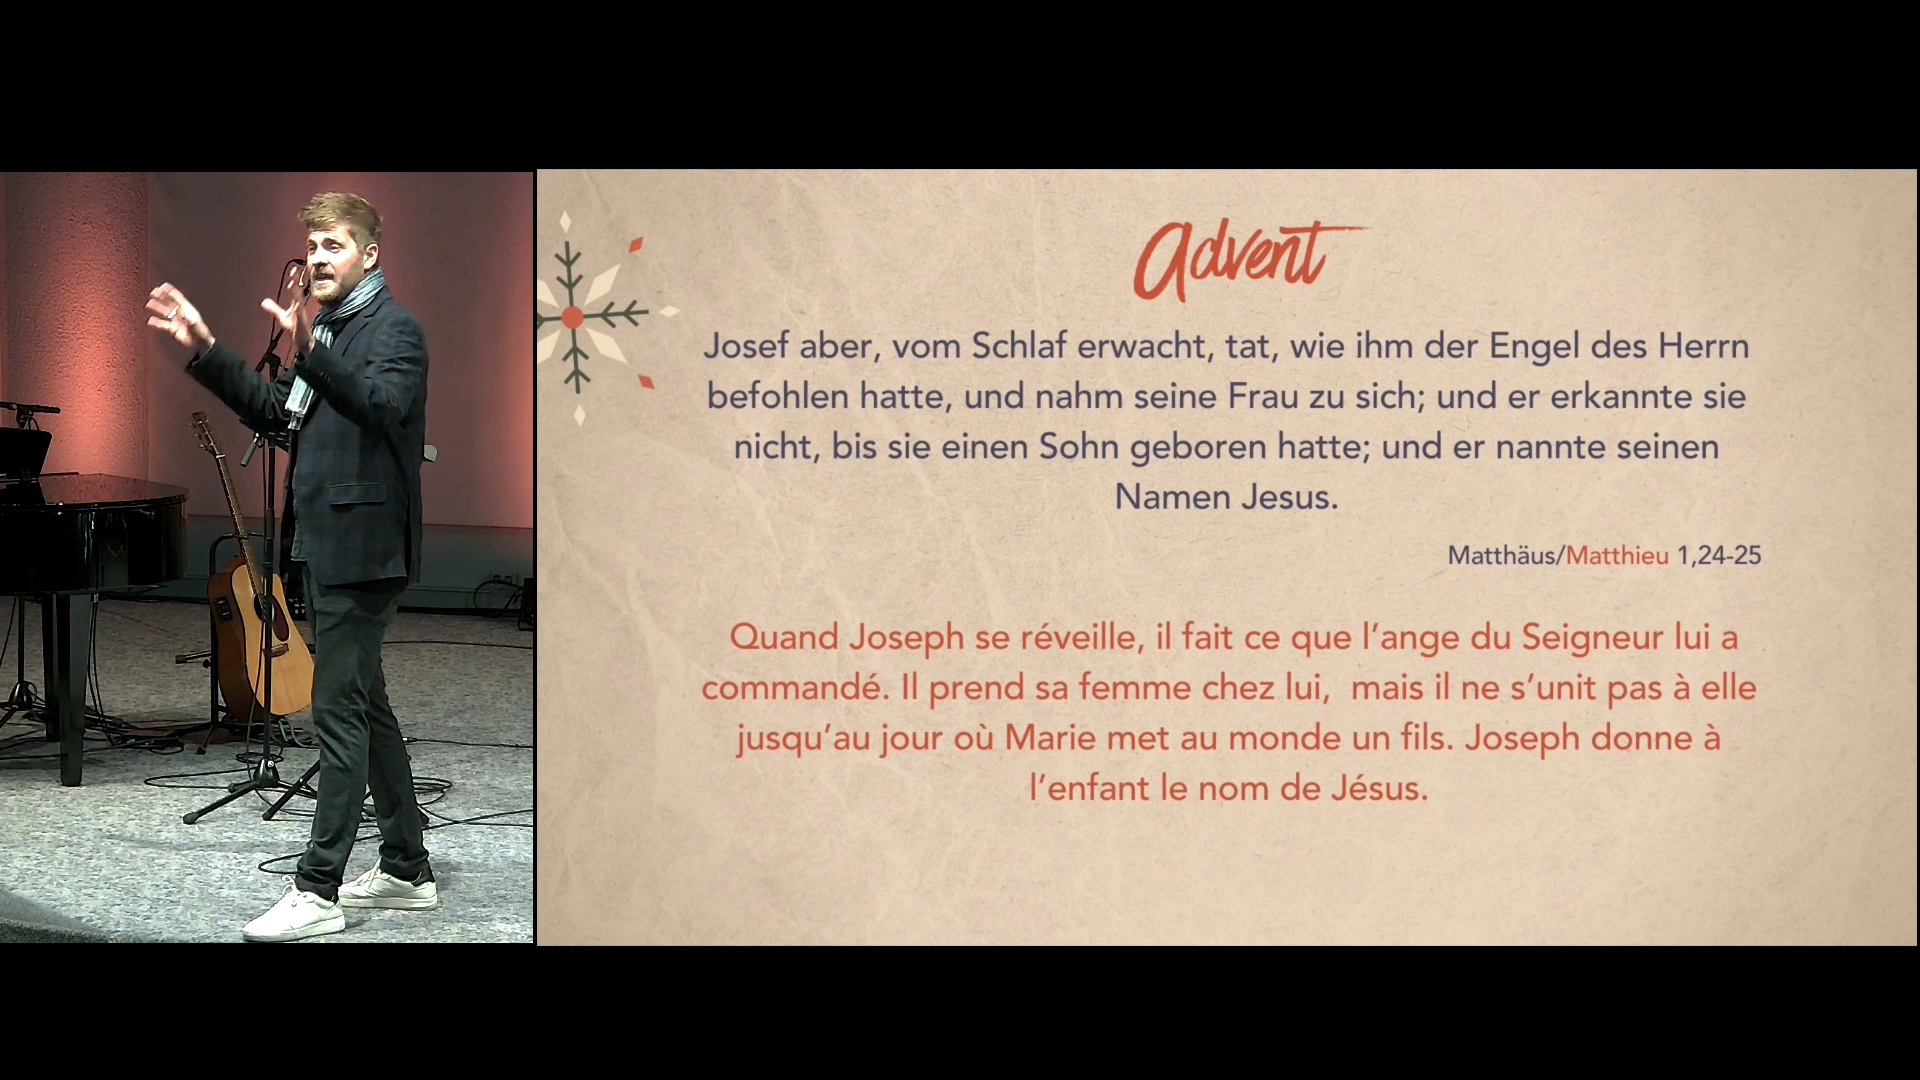 Advent
Josef aber, vom Schlaf erwacht, tat, wie ihm der Engel des Herrn
befohlen hatte, und nahm seine Frau zu sich; und er erkannte sie
nicht, bis sie einen Sohn geboren hatte; und er nannte seinen
Namen Jesus.
Matthäus/Matthieu 1,24-25
Quand Joseph se réveille, il fait ce que l’ange du Seigneur lui a
commandé. Il prend sa femme chez lui,  mais il ne s’unit pas à elle
jusqu’au jour où Marie met au monde un fils. Joseph donne à
l’enfant le nom de Jésus.